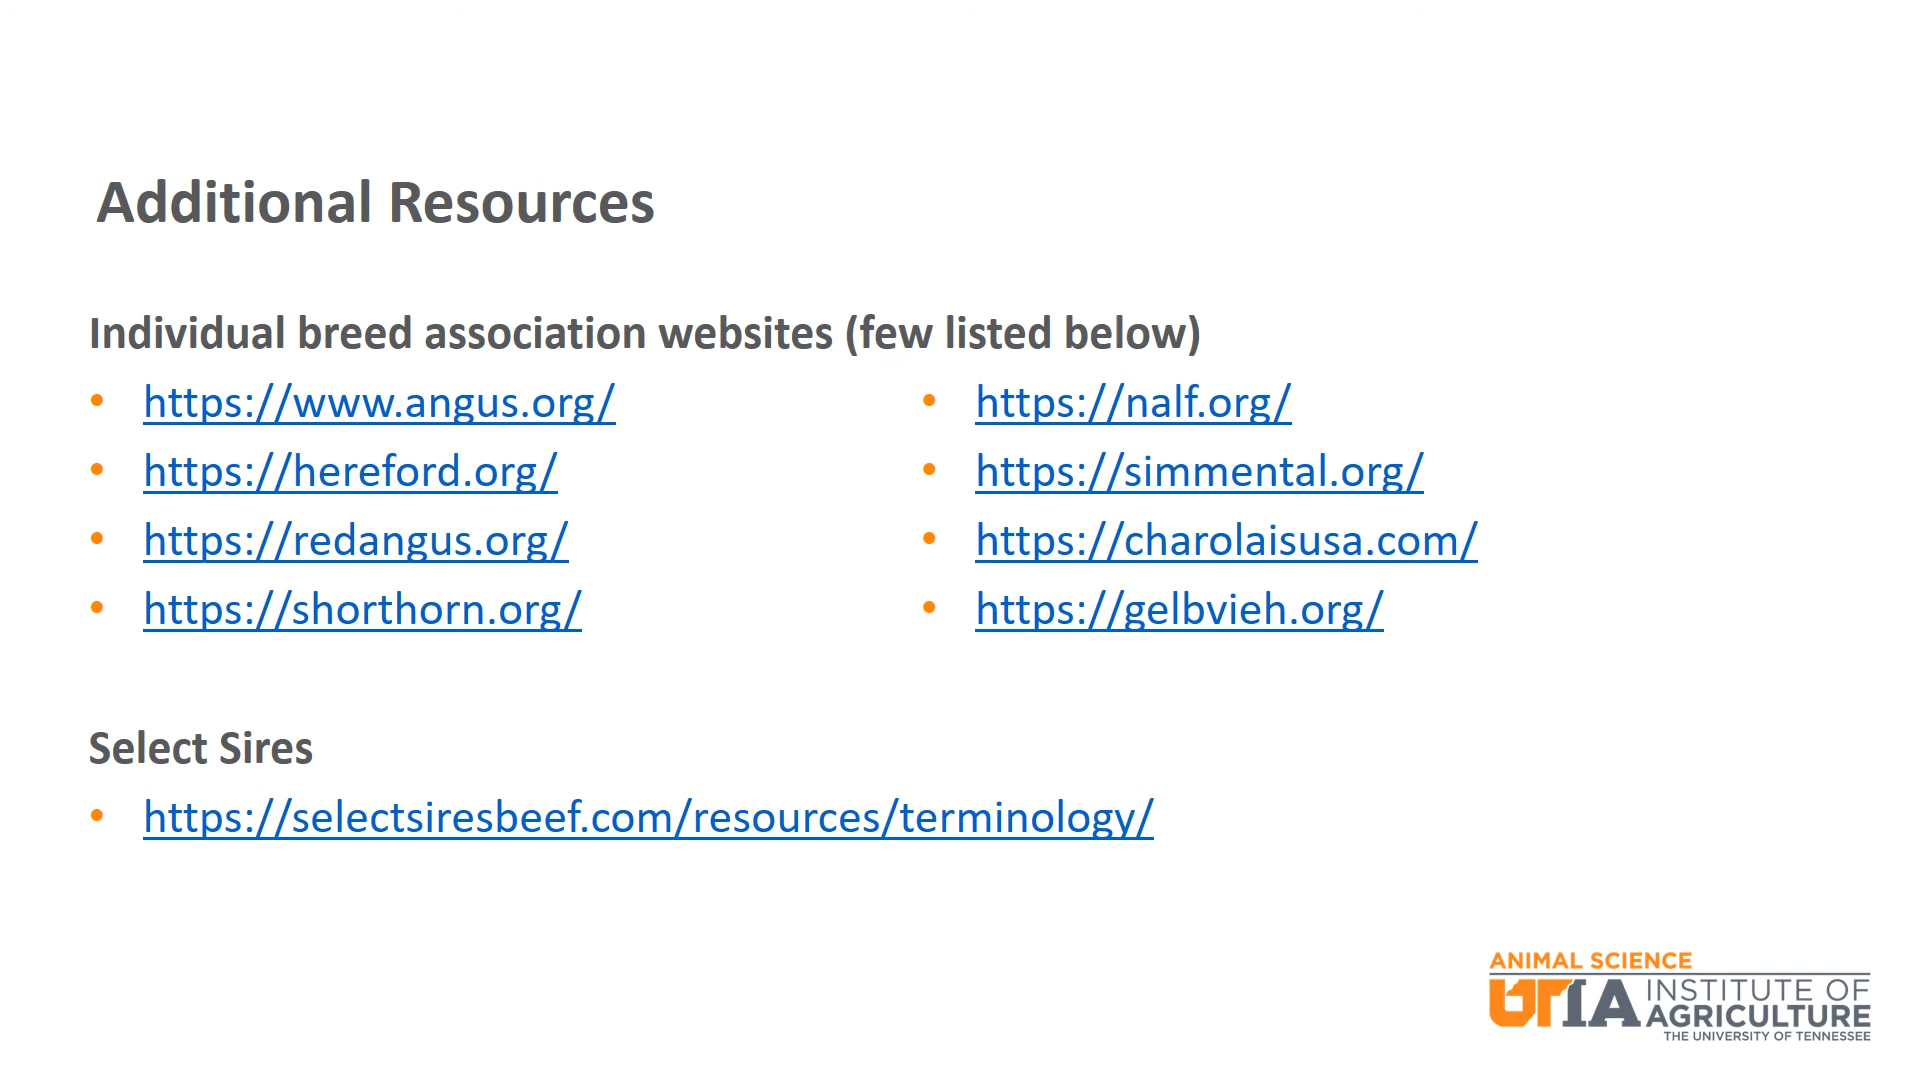 Additional Resources
Individual breed association websites (few listed below)
• https://www.angus.org/
• https://hereford.org/
• https://redangus.org/
• https://shorthorn.org/
• https://nalf.org/
• https://simmental.org/
• https://charolaisusa.com/
• https://gelbvieh.org/
Select Sires
• https://selectsiresbeef.com/resources/terminology/
ANIMAL SCIENCE
UTIA INSTITUTE OF
AGRICULTURE
THE UNIVERSITY OF TENNESSEE